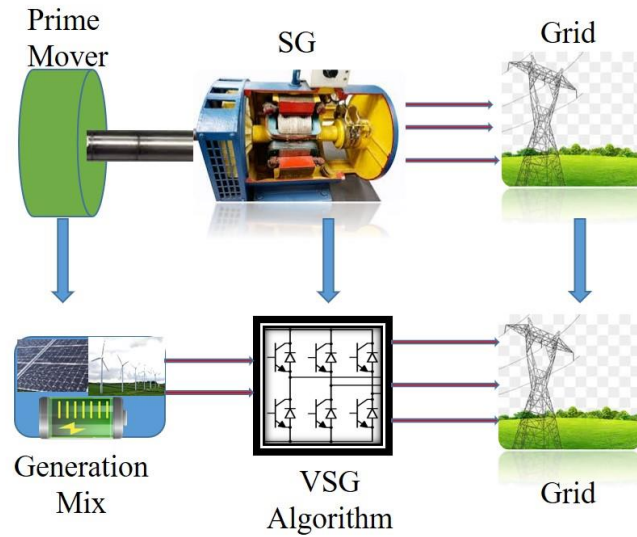 Prime
Mover
SG
Grid
Generation
Mix
VSG
Algorithm
Grid